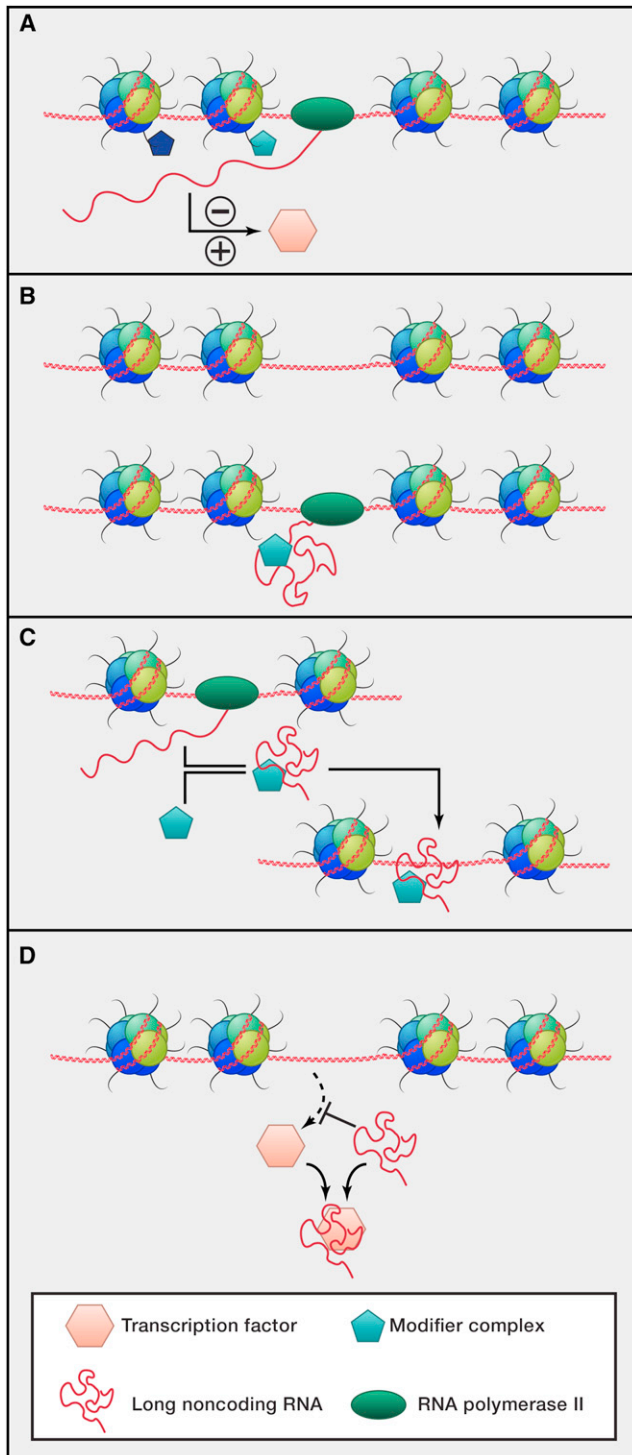 A
−
+
B
C
D
Transcription factor
Modifier complex
Long noncoding RNA
RNA polymerase II